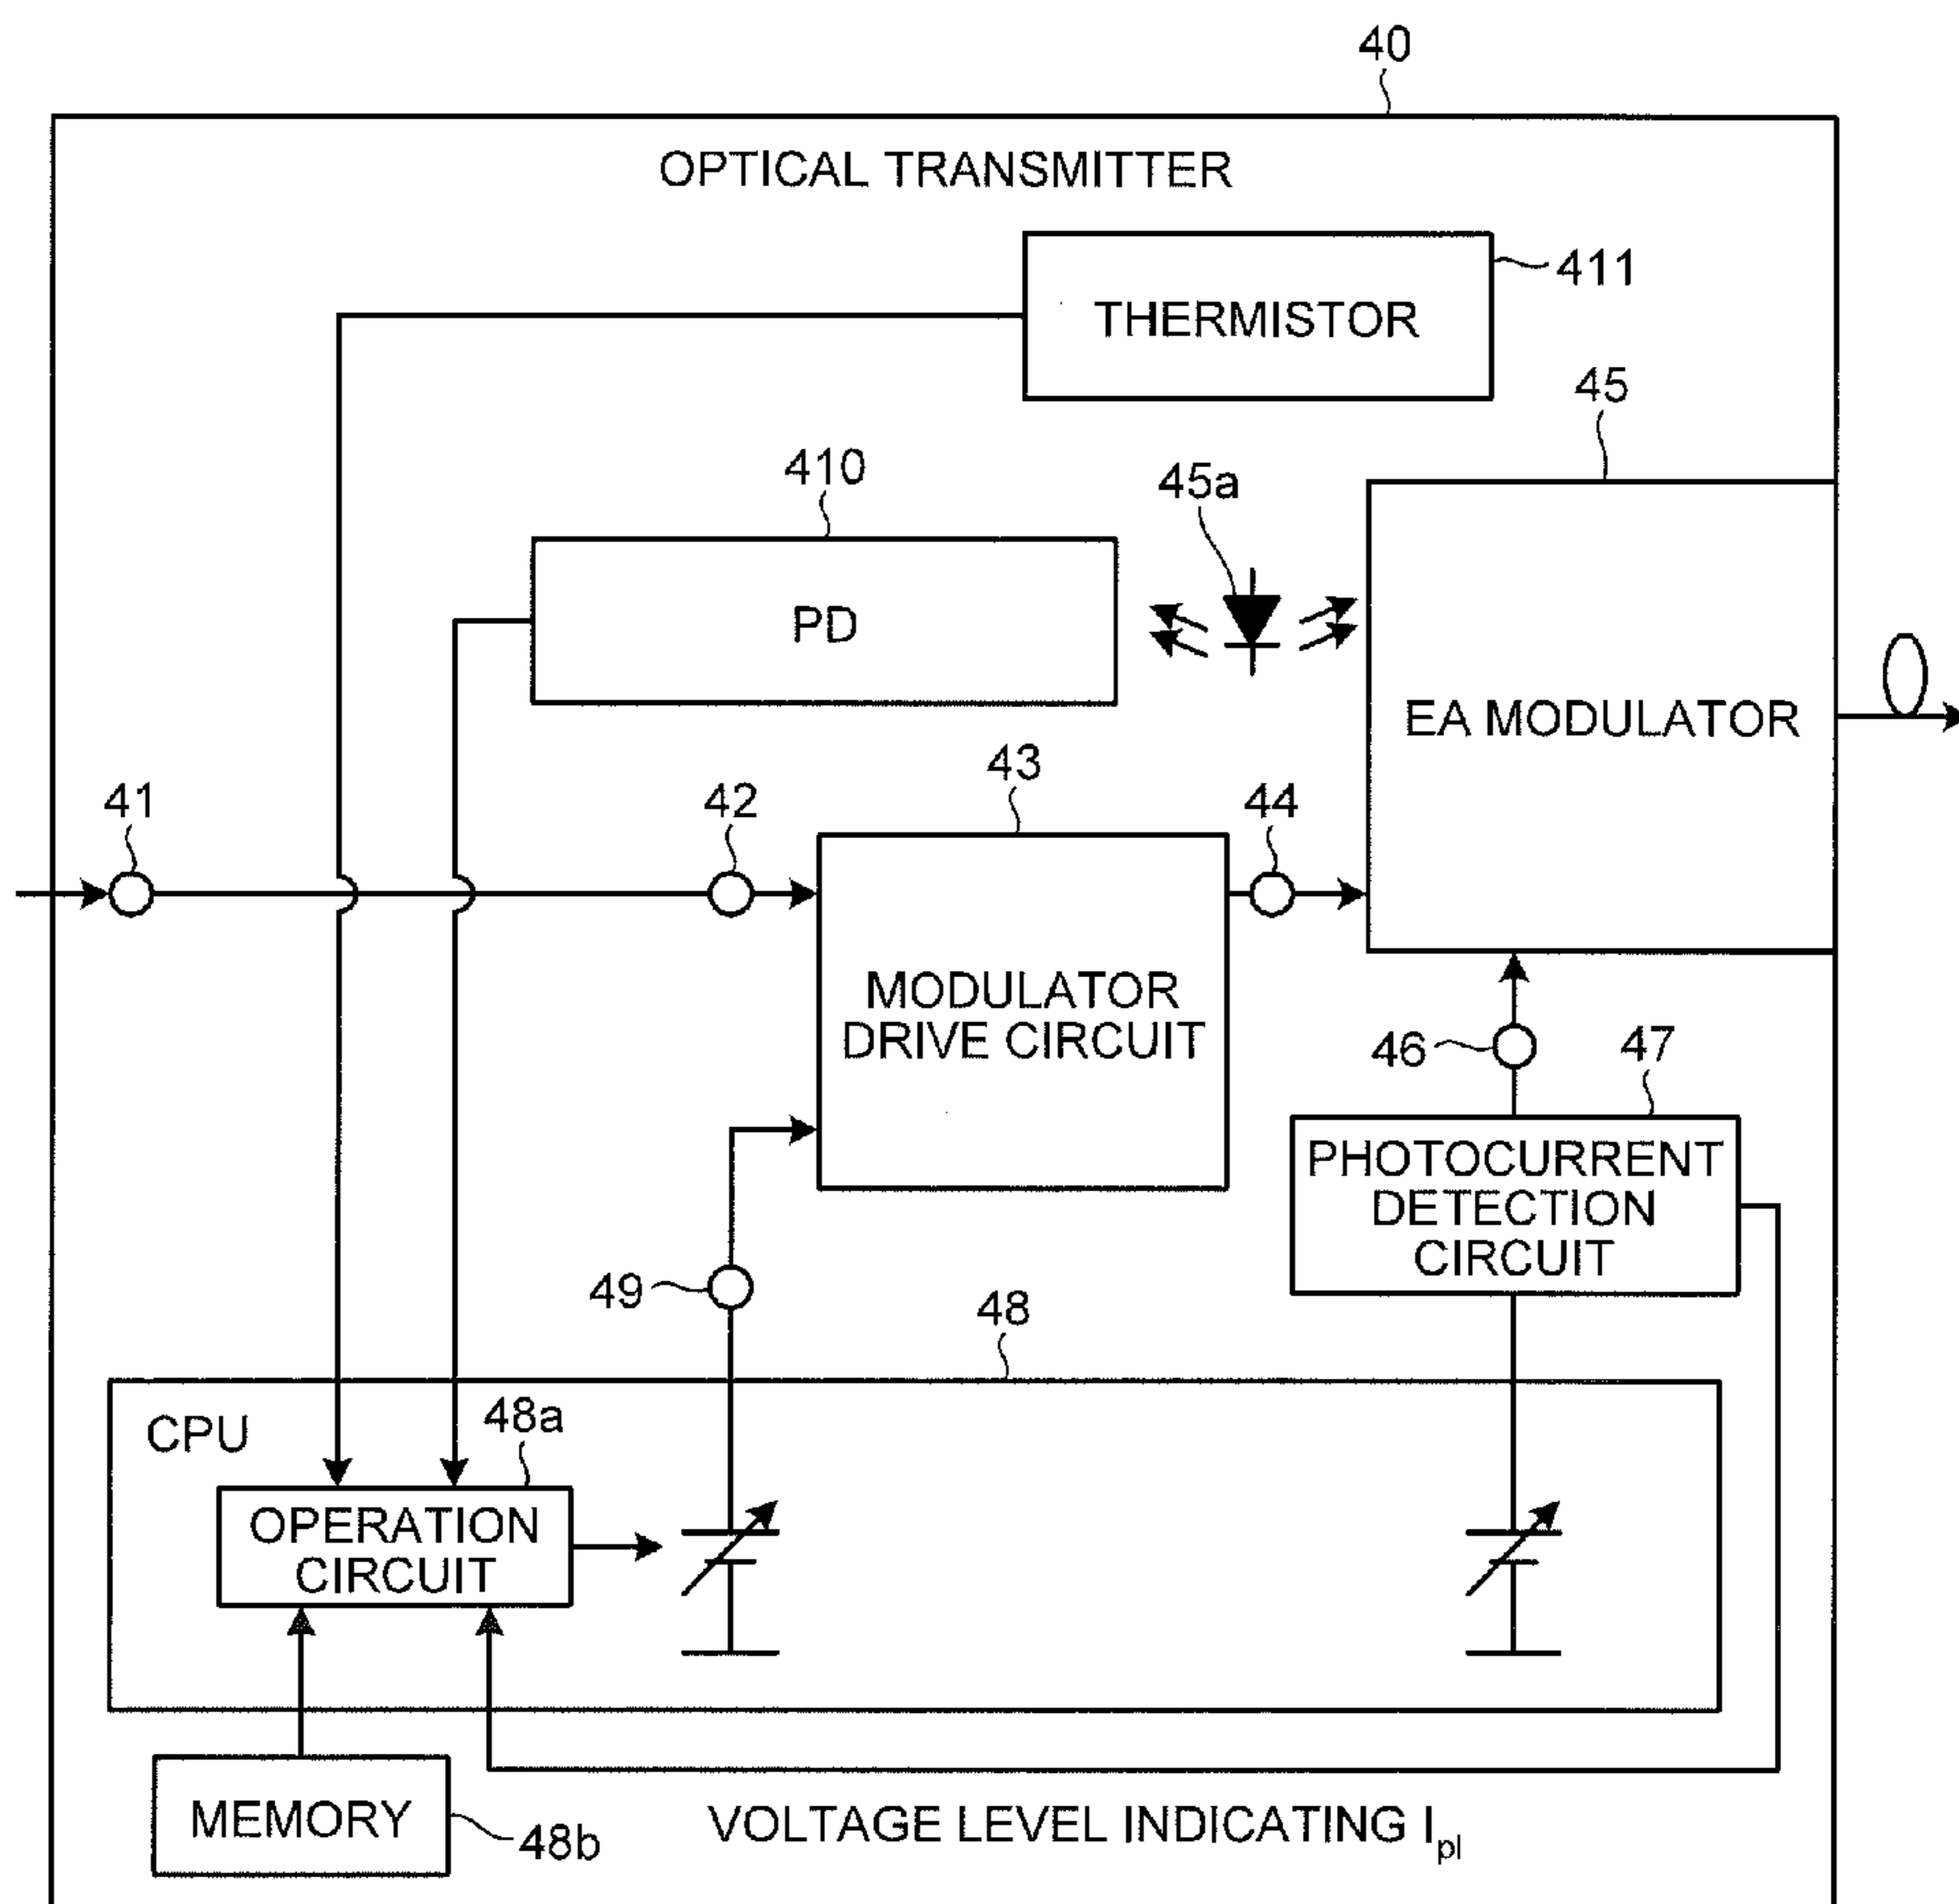 40
OPTICAL TRANSMITTER
THERMISTOR
411
45
410
45a
PD
EA MODULATOR
43
41
42
44
MODULATOR
DRIVE CIRCUIT
46
47
PHOTOCURRENT
DETECTION
CIRCUIT
49
48
CPU
48a
OPERATION
CIRCUIT
MEMORY
48b
VOLTAGE LEVEL INDICATING Ipl